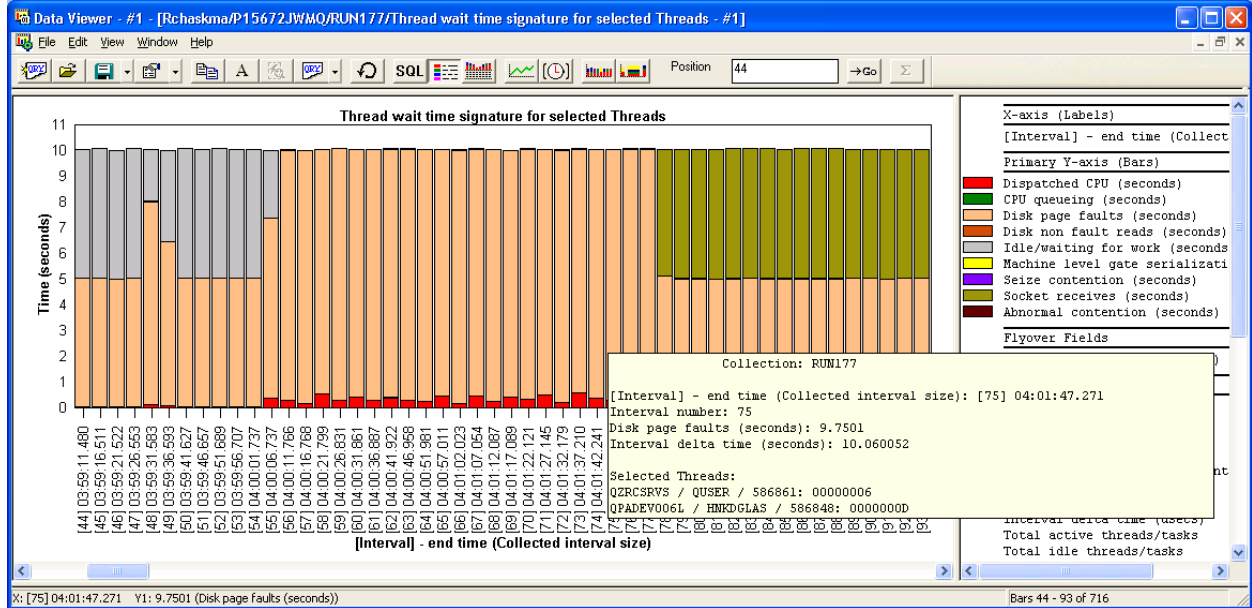 Data Viewer - #1 - [Rchaskma/P15672JWMQ/RUN177/Thread wait time signature for selected Threads - #1]
File Edit View Window Help
QRY A QRY SQL Position 44 Go Σ
Thread wait time signature for selected Threads
11
10
9
8
7
6
5
4
3
2
1
0
Time (seconds)
[44] 03:59:11.480
[45] 03:59:16.511
[46] 03:59:21.522
[47] 03:59:26.553
[48] 03:59:31.583
[49] 03:59:36.593
[50] 03:59:41.627
[51] 03:59:46.657
[52] 03:59:51.689
[53] 03:59:56.707
[54] 04:00:01.737
[55] 04:00:06.737
[56] 04:00:11.766
[57] 04:00:16.768
[58] 04:00:21.799
[59] 04:00:26.831
[60] 04:00:31.861
[61] 04:00:36.887
[62] 04:00:41.922
[63] 04:00:46.958
[64] 04:00:51.981
[65] 04:00:57.011
[66] 04:01:02.023
[67] 04:01:07.054
[68] 04:01:12.087
[69] 04:01:17.089
[70] 04:01:22.121
[71] 04:01:27.145
[72] 04:01:32.179
[73] 04:01:37.210
[74] 04:01:42.241
[Interval] - end time (Collected interval size)
X-axis (Labels)
[Interval] - end time (Collect
Primary Y-axis (Bars)
Dispatched CPU (seconds)
CPU queueing (seconds)
Disk page faults (seconds)
Disk non fault reads (seconds)
Idle/waiting for work (seconds
Machine level gate serializati
Seize contention (seconds)
Socket receives (seconds)
Abnormal contention (seconds)
Flyover Fields
Collection: RUN177
[Interval] - end time (Collected interval size): [75] 04:01:47.271
Interval number: 75
Disk page faults (seconds): 9.7501
Interval delta time (seconds): 10.060052
Selected Threads:
QZRCSRVS / QUSER / 586861: 00000006
QPADEV006L / HNKDGLAS / 586848: 0000000D
Interval delta time (usecs)
Total active threads/tasks
Total idle threads/tasks
X: [75] 04:01:47.271 Y1: 9.7501 (Disk page faults (seconds))
Bars 44 - 93 of 716